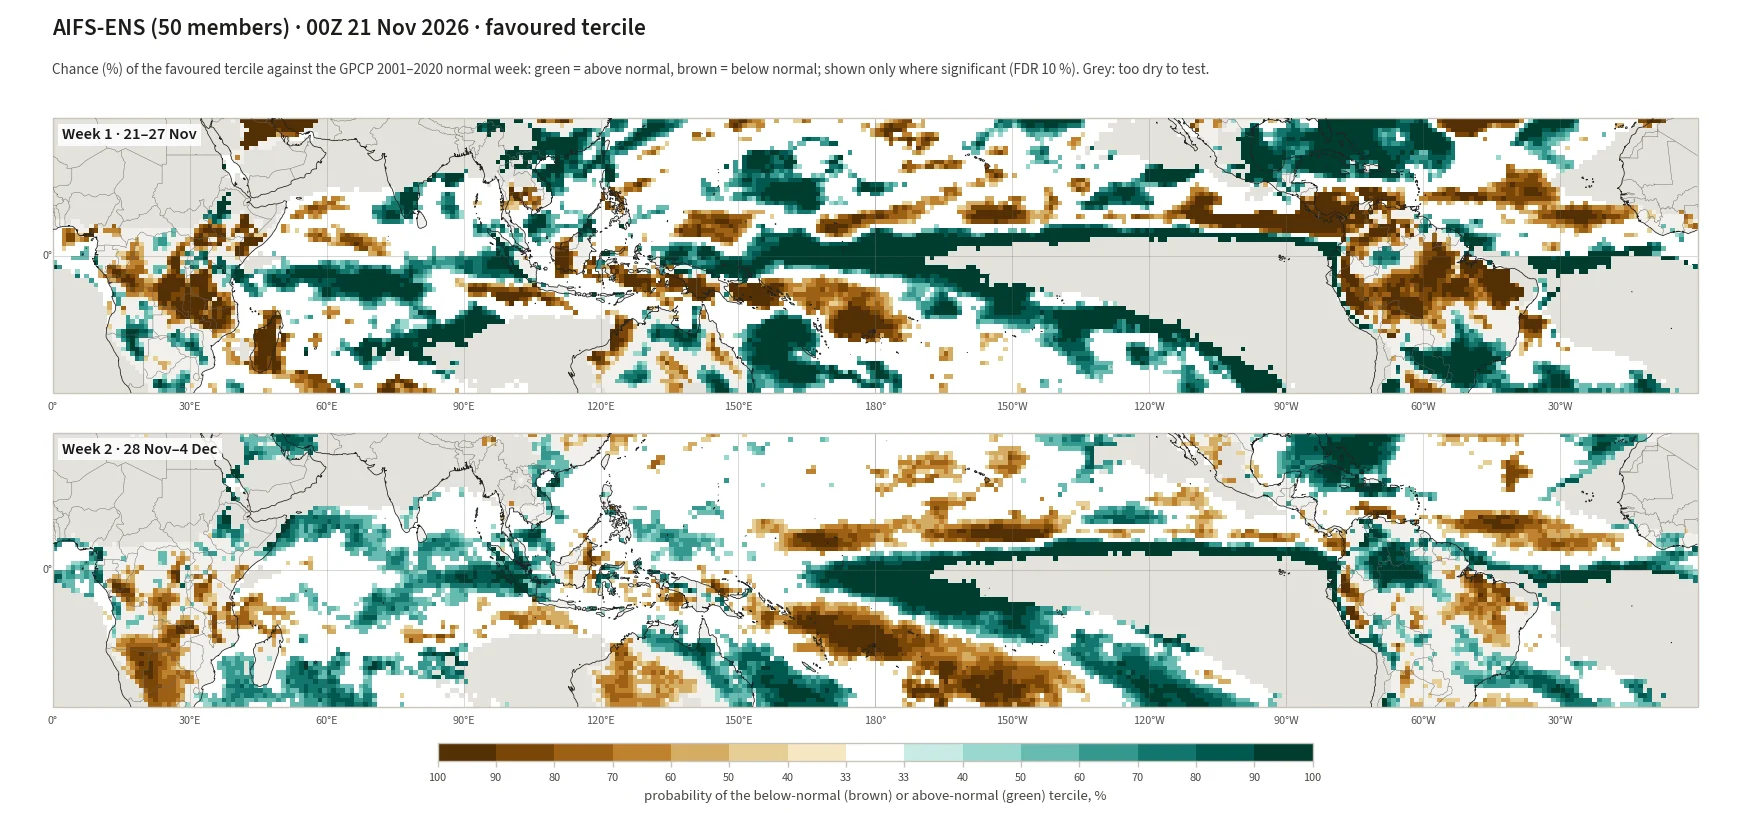 AIFS-ENS (50 members) · 00Z 21 Nov 2026 · favoured tercile
Chance (%) of the favoured tercile against the GPCP 2001–2020 normal week: green = above normal, brown = below normal; shown only where significant (FDR 10 %). Grey: too dry to test.
Week 1 · 21–27 Nov
0°
0° 30°E 60°E 90°E 120°E 150°E 180° 150°W 120°W 90°W 60°W 30°W
Week 2 · 28 Nov–4 Dec
0°
0° 30°E 60°E 90°E 120°E 150°E 180° 150°W 120°W 90°W 60°W 30°W
100 90 80 70 60 50 40 33 33 40 50 60 70 80 90 100
probability of the below-normal (brown) or above-normal (green) tercile, %